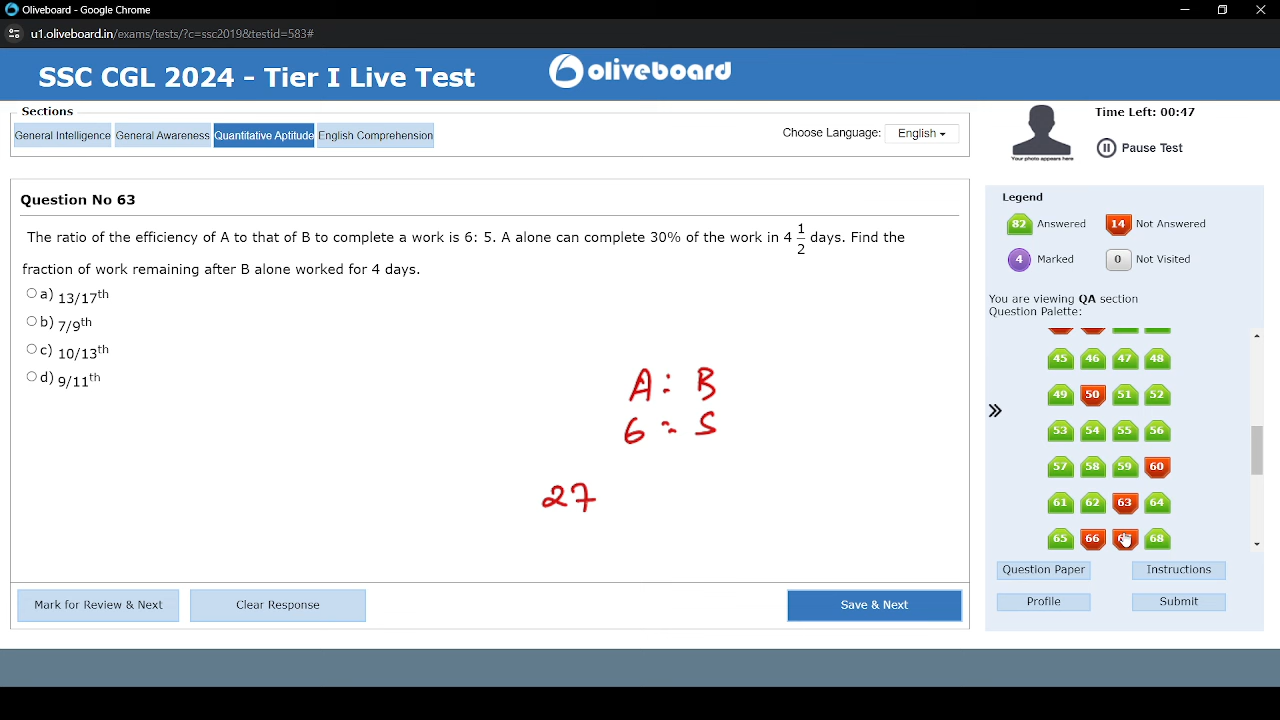 Oliveboard - Google Chrome
u1.oliveboard.in/exams/tests/?c=ssc2019&testid=583#
SSC CGL 2024 - Tier I Live Test
oliveboard
Sections
General Intelligence General Awareness Quantitative Aptitude English Comprehension
Choose Language: English
Your photo appears here
Time Left: 00:47
Pause Test
Question No 63
The ratio of the efficiency of A to that of B to complete a work is 6: 5. A alone can complete 30% of the work in 4 1/2 days. Find the
fraction of work remaining after B alone worked for 4 days.
a) 13/17th
b) 7/9th
c) 10/13th
d) 9/11th
A : B
6 : 5
27
Legend
82 Answered 14 Not Answered
4 Marked 0 Not Visited
You are viewing QA section
Question Palette:
45 46 47 48
49 50 51 52
53 54 55 56
57 58 59 60
61 62 63 64
65 66 68
Question Paper Instructions
Profile Submit
Mark for Review & Next Clear Response Save & Next